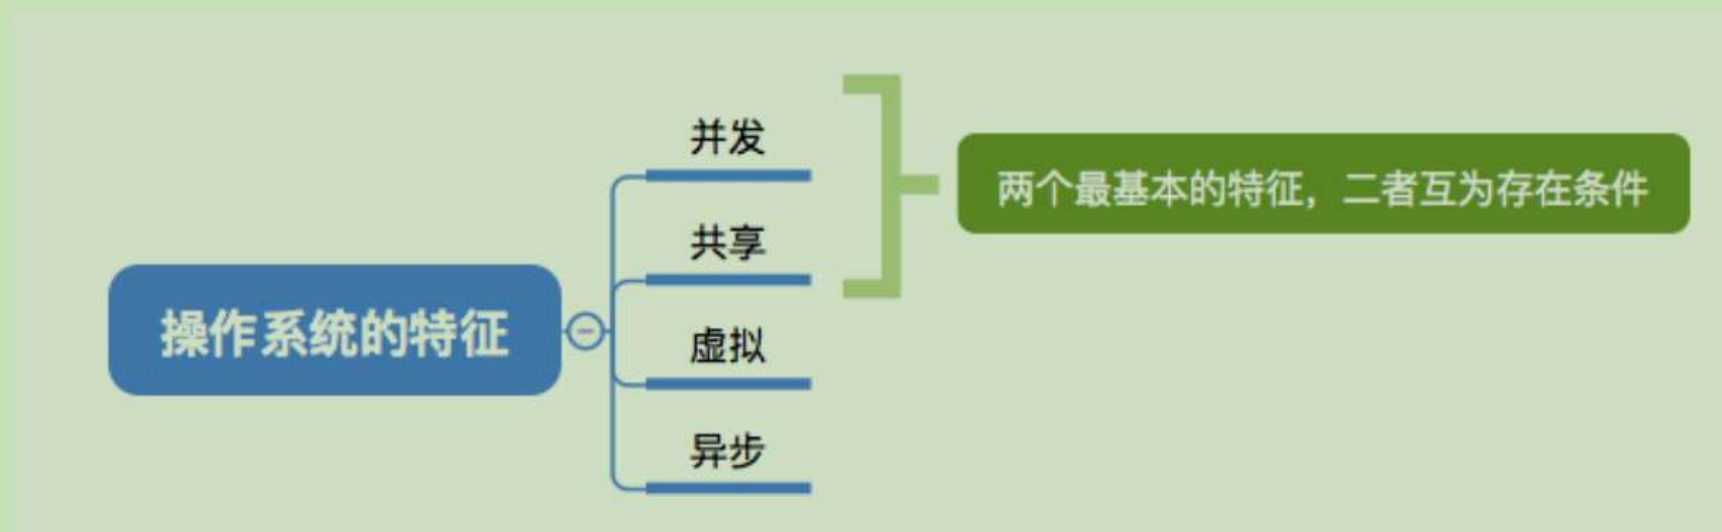 并发
两个最基本的特征，二者互为存在条件
共享
操作系统的特征
虚拟
异步